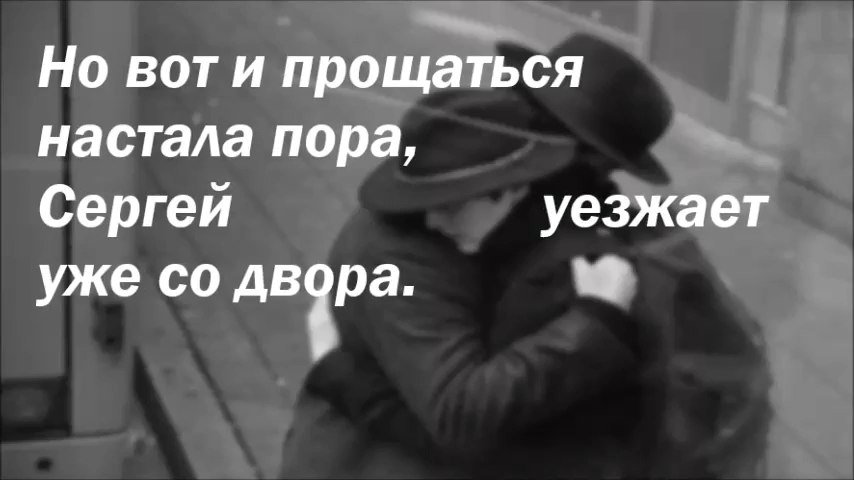 Но вот и прощаться
настала пора,
Сергей уезжает
уже со двора.